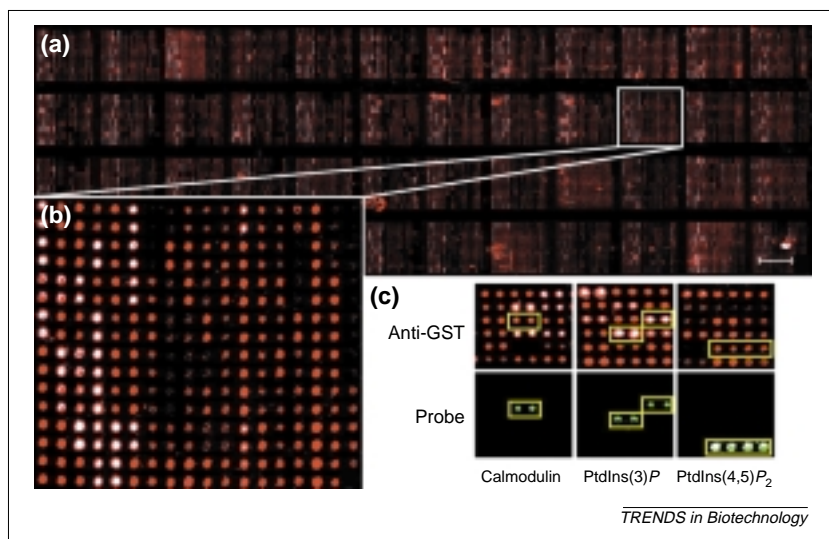 (a)
(b)
(c)
Anti-GST
Probe
Calmodulin PtdIns(3)P PtdIns(4,5)P2
TRENDS in Biotechnology